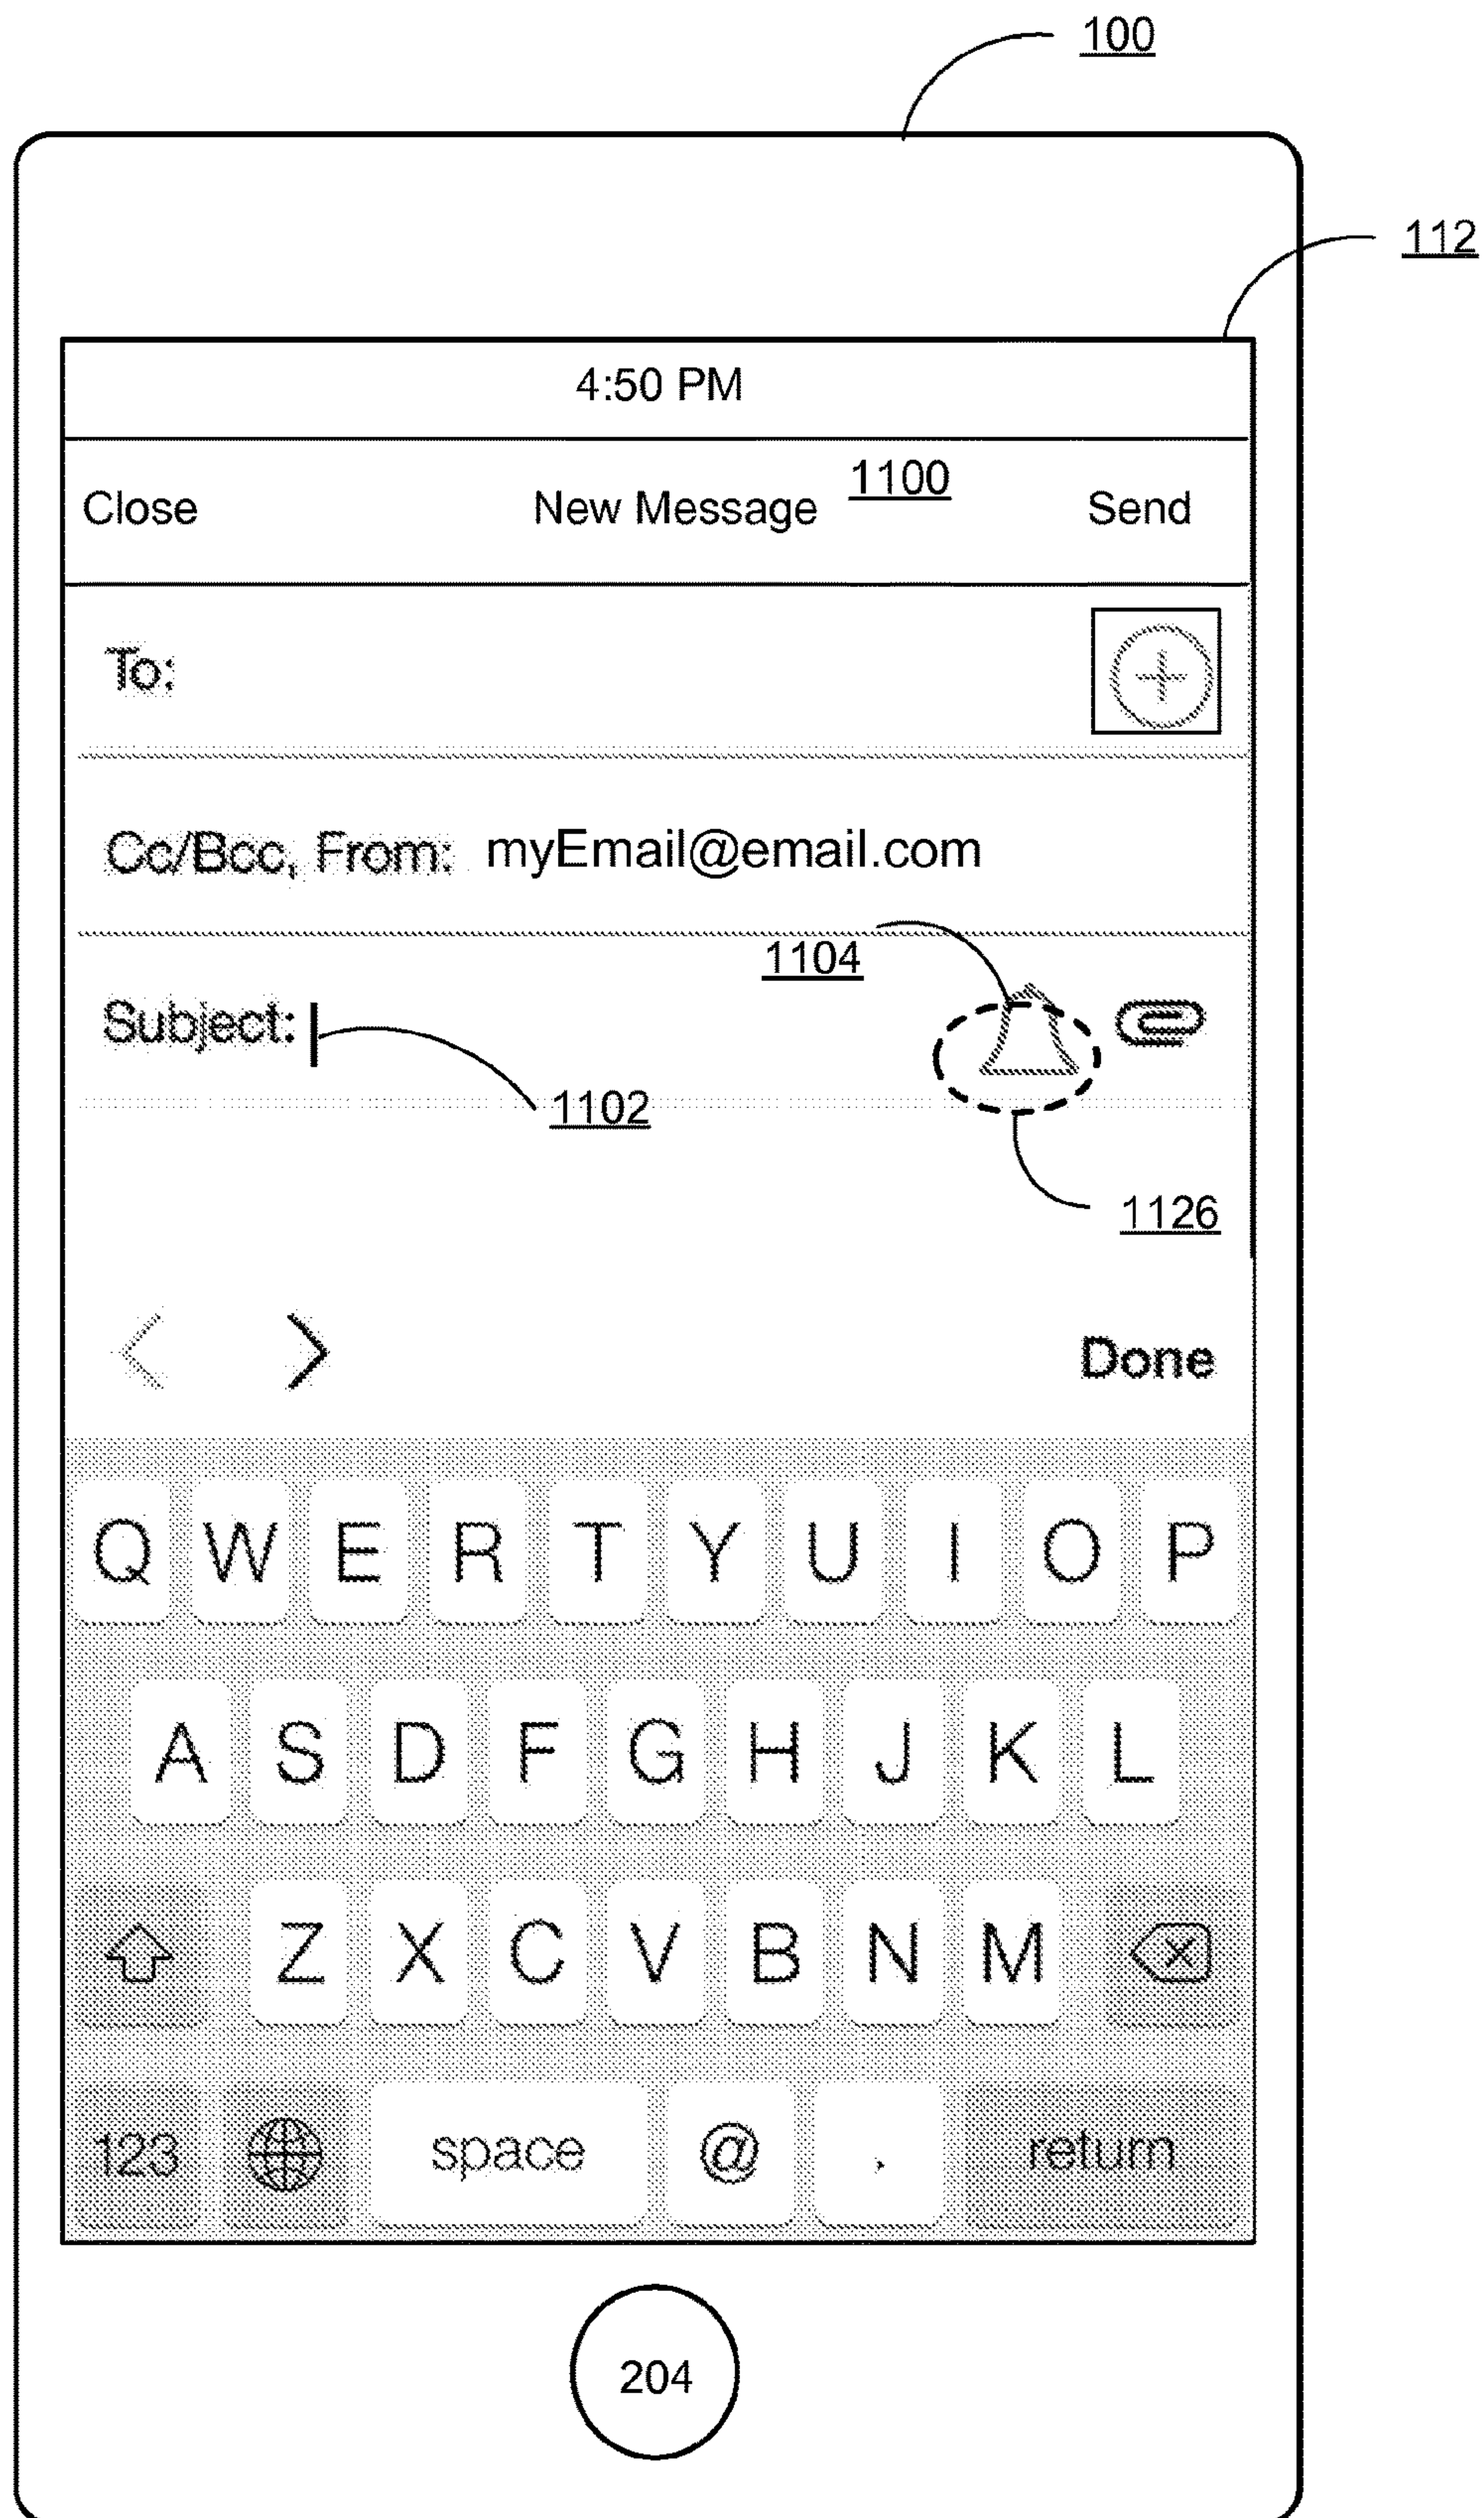 100
112
4:50 PM
Close New Message 1100 Send
To:
Cc/Bcc, From: myEmail@email.com
1104
Subject:
1102
1126
Done
Q W E R T Y U I O P
A S D F G H J K L
Z X C V B N M
123 space @ . return
204